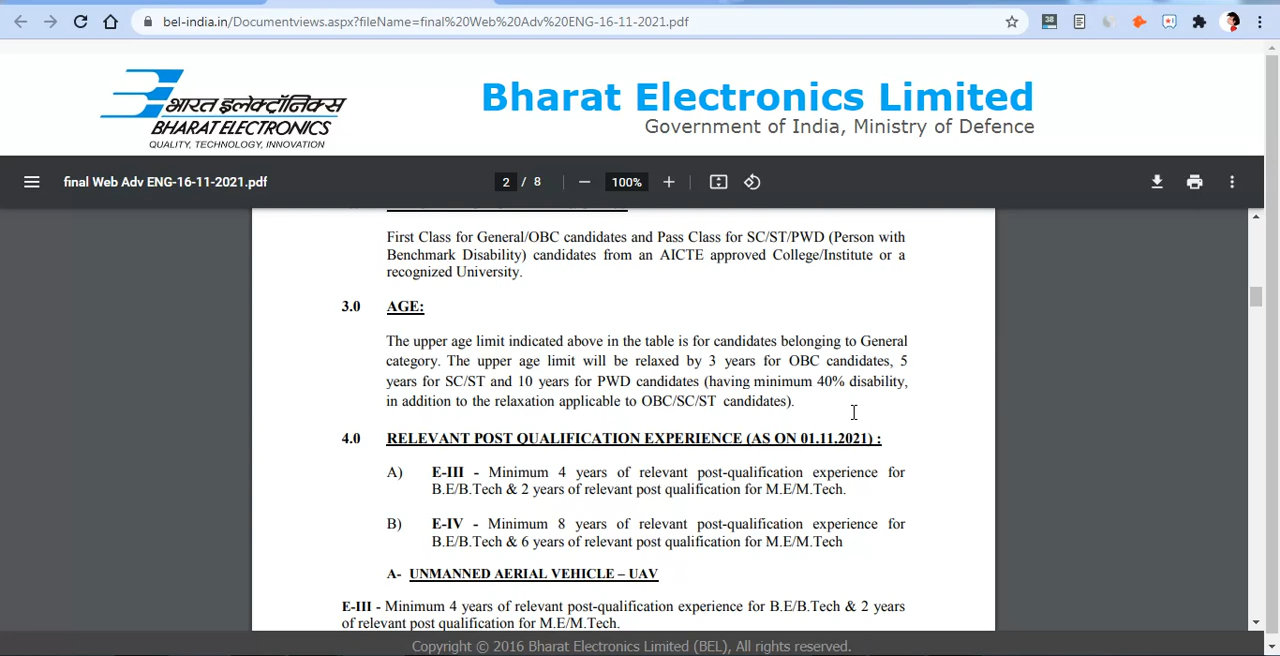 bel-india.in/Documentviews.aspx?fileName=final%20Web%20Adv%20ENG-16-11-2021.pdf
38
भारत इलेक्ट्रॉनिक्स
BHARAT ELECTRONICS
QUALITY, TECHNOLOGY, INNOVATION
Bharat Electronics Limited
Government of India, Ministry of Defence
final Web Adv ENG-16-11-2021.pdf
2 / 8
100%
First Class for General/OBC candidates and Pass Class for SC/ST/PWD (Person with
Benchmark Disability) candidates from an AICTE approved College/Institute or a
recognized University.
3.0 AGE:
The upper age limit indicated above in the table is for candidates belonging to General
category. The upper age limit will be relaxed by 3 years for OBC candidates, 5
years for SC/ST and 10 years for PWD candidates (having minimum 40% disability,
in addition to the relaxation applicable to OBC/SC/ST candidates).
4.0 RELEVANT POST QUALIFICATION EXPERIENCE (AS ON 01.11.2021) :
A) E-III - Minimum 4 years of relevant post-qualification experience for
B.E/B.Tech & 2 years of relevant post qualification for M.E/M.Tech.
B) E-IV - Minimum 8 years of relevant post-qualification experience for
B.E/B.Tech & 6 years of relevant post qualification for M.E/M.Tech
A- UNMANNED AERIAL VEHICLE – UAV
E-III - Minimum 4 years of relevant post-qualification experience for B.E/B.Tech & 2 years
of relevant post qualification for M.E/M.Tech.
Copyright © 2016 Bharat Electronics Limited (BEL), All rights reserved.